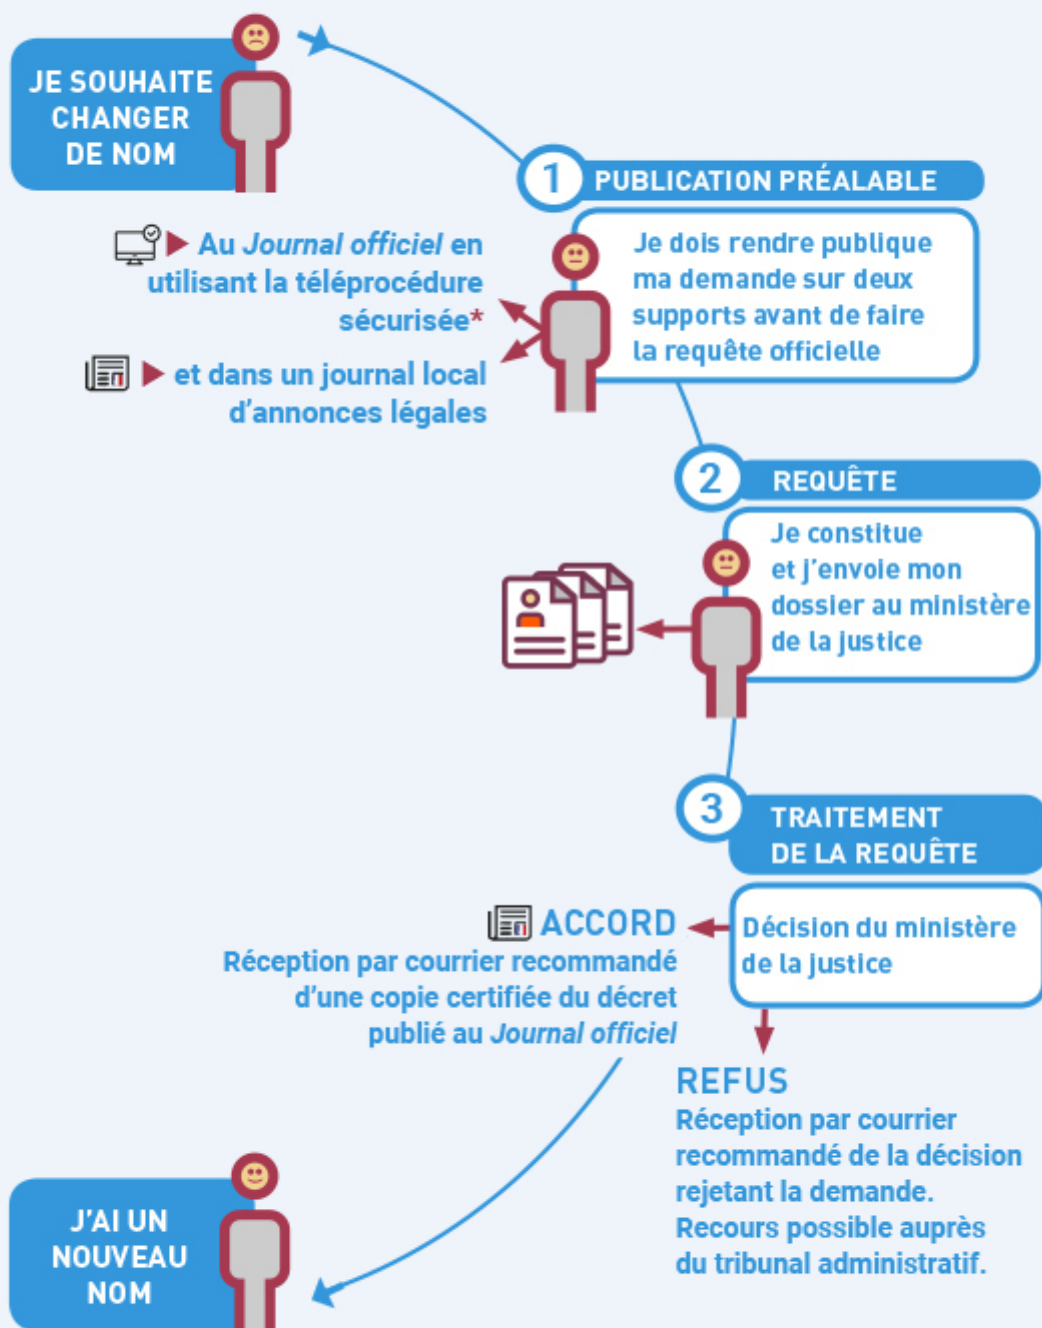 JE SOUHAITE
CHANGER
DE NOM
1
PUBLICATION PRÉALABLE
Je dois rendre publique
ma demande sur deux
supports avant de faire
la requête officielle
Au Journal officiel en
utilisant la téléprocédure
sécurisée*
et dans un journal local
d'annonces légales
2
REQUÊTE
Je constitue
et j'envoie mon
dossier au ministère
de la justice
3
TRAITEMENT
DE LA REQUÊTE
Décision du ministère
de la justice
ACCORD
Réception par courrier recommandé
d'une copie certifiée du décret
publié au Journal officiel
REFUS
Réception par courrier
recommandé de la décision
rejetant la demande.
Recours possible auprès
du tribunal administratif.
J'AI UN
NOUVEAU
NOM